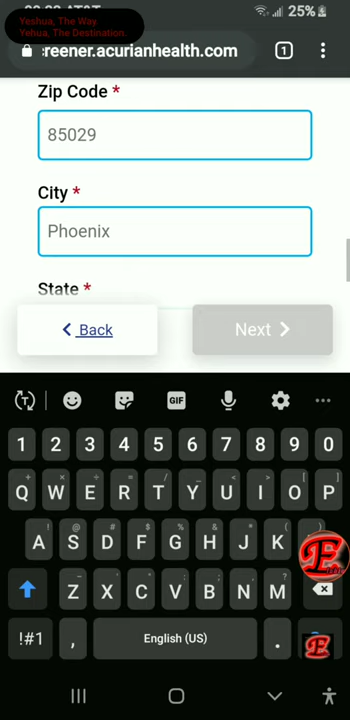 Yeshua, The Way
Yehua, The Destination.
25%
:reener.acurianhealth.com
1
Zip Code *
85029
City *
Phoenix
State *
Back
Next
T
GIF
1 2 3 4 5 6 7 8 9 0
Q W E R T Y U I O P
A S D F G H J K
Z X C V B N M
!#1 , English (US) .